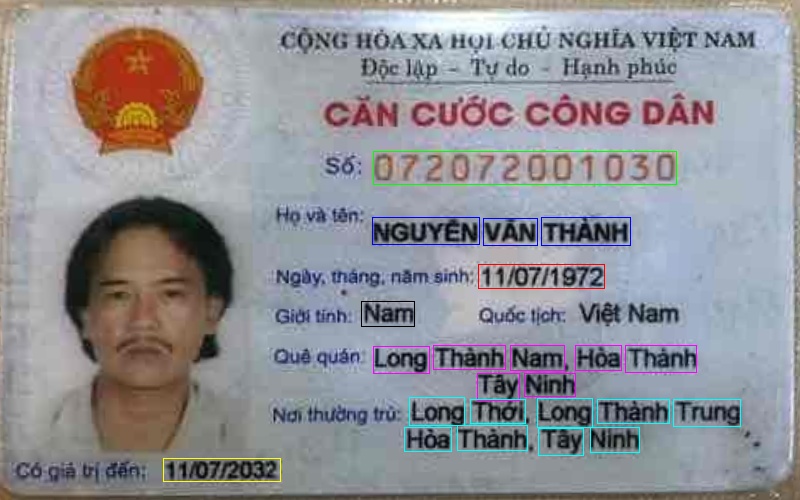 CỘNG HÒA XÃ HỘI CHỦ NGHĨA VIỆT NAM
Độc lập - Tự do - Hạnh phúc
CĂN CƯỚC CÔNG DÂN
Số: 072072001030
Họ và tên: NGUYỄN VĂN THÀNH
Ngày, tháng, năm sinh: 11/07/1972
Giới tính: Nam Quốc tịch: Việt Nam
Quê quán: Long Thành Nam, Hòa Thành
Tây Ninh
Nơi thường trú: Long Thới, Long Thành Trung
Hòa Thành, Tây Ninh
Có giá trị đến: 11/07/2032